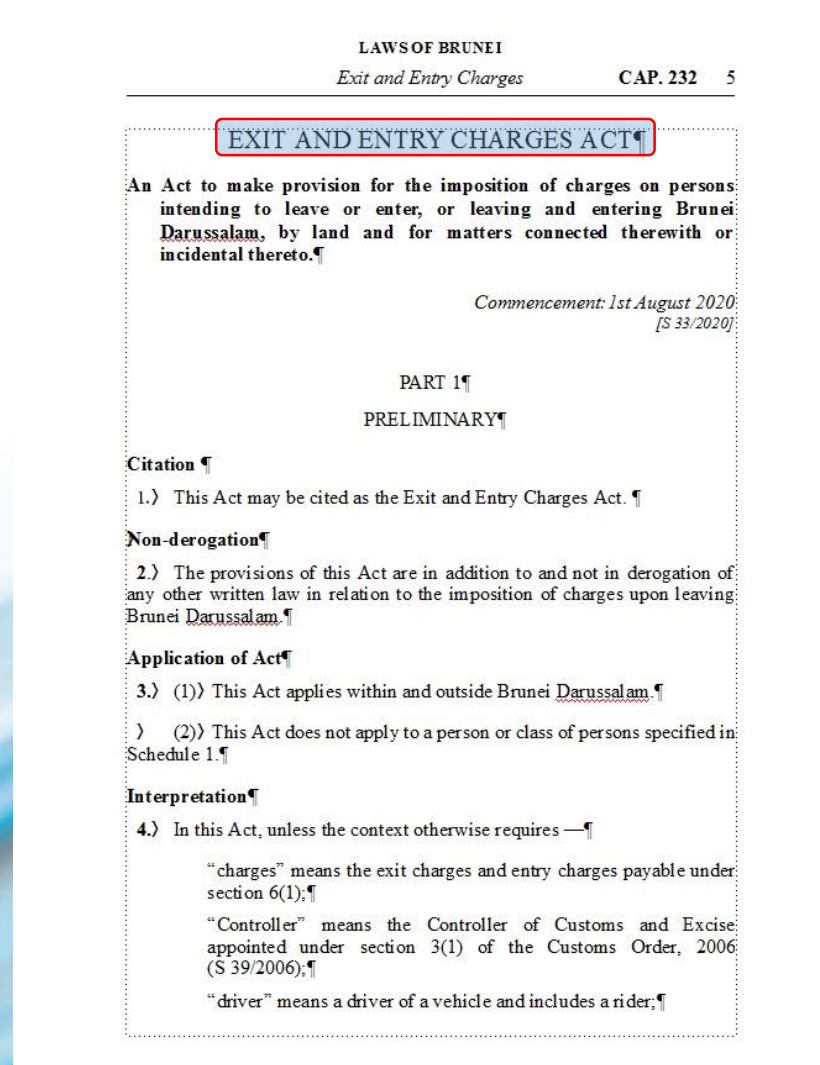 LAWS OF BRUNEI
Exit and Entry Charges CAP. 232 5
EXIT AND ENTRY CHARGES ACT¶
An Act to make provision for the imposition of charges on persons
intending to leave or enter, or leaving and entering Brunei
Darussalam, by land and for matters connected therewith or
incidental thereto.¶
Commencement: 1st August 2020
[S 33/2020]
PART 1¶
PRELIMINARY¶
Citation ¶
1.〉 This Act may be cited as the Exit and Entry Charges Act. ¶
Non-derogation¶
2.〉 The provisions of this Act are in addition to and not in derogation of
any other written law in relation to the imposition of charges upon leaving
Brunei Darussalam.¶
Application of Act¶
3.〉 (1)〉 This Act applies within and outside Brunei Darussalam.¶
〉 (2)〉 This Act does not apply to a person or class of persons specified in
Schedule 1.¶
Interpretation¶
4.〉 In this Act, unless the context otherwise requires —¶
“charges” means the exit charges and entry charges payable under
section 6(1);¶
“Controller” means the Controller of Customs and Excise
appointed under section 3(1) of the Customs Order, 2006
(S 39/2006);¶
“driver” means a driver of a vehicle and includes a rider;¶